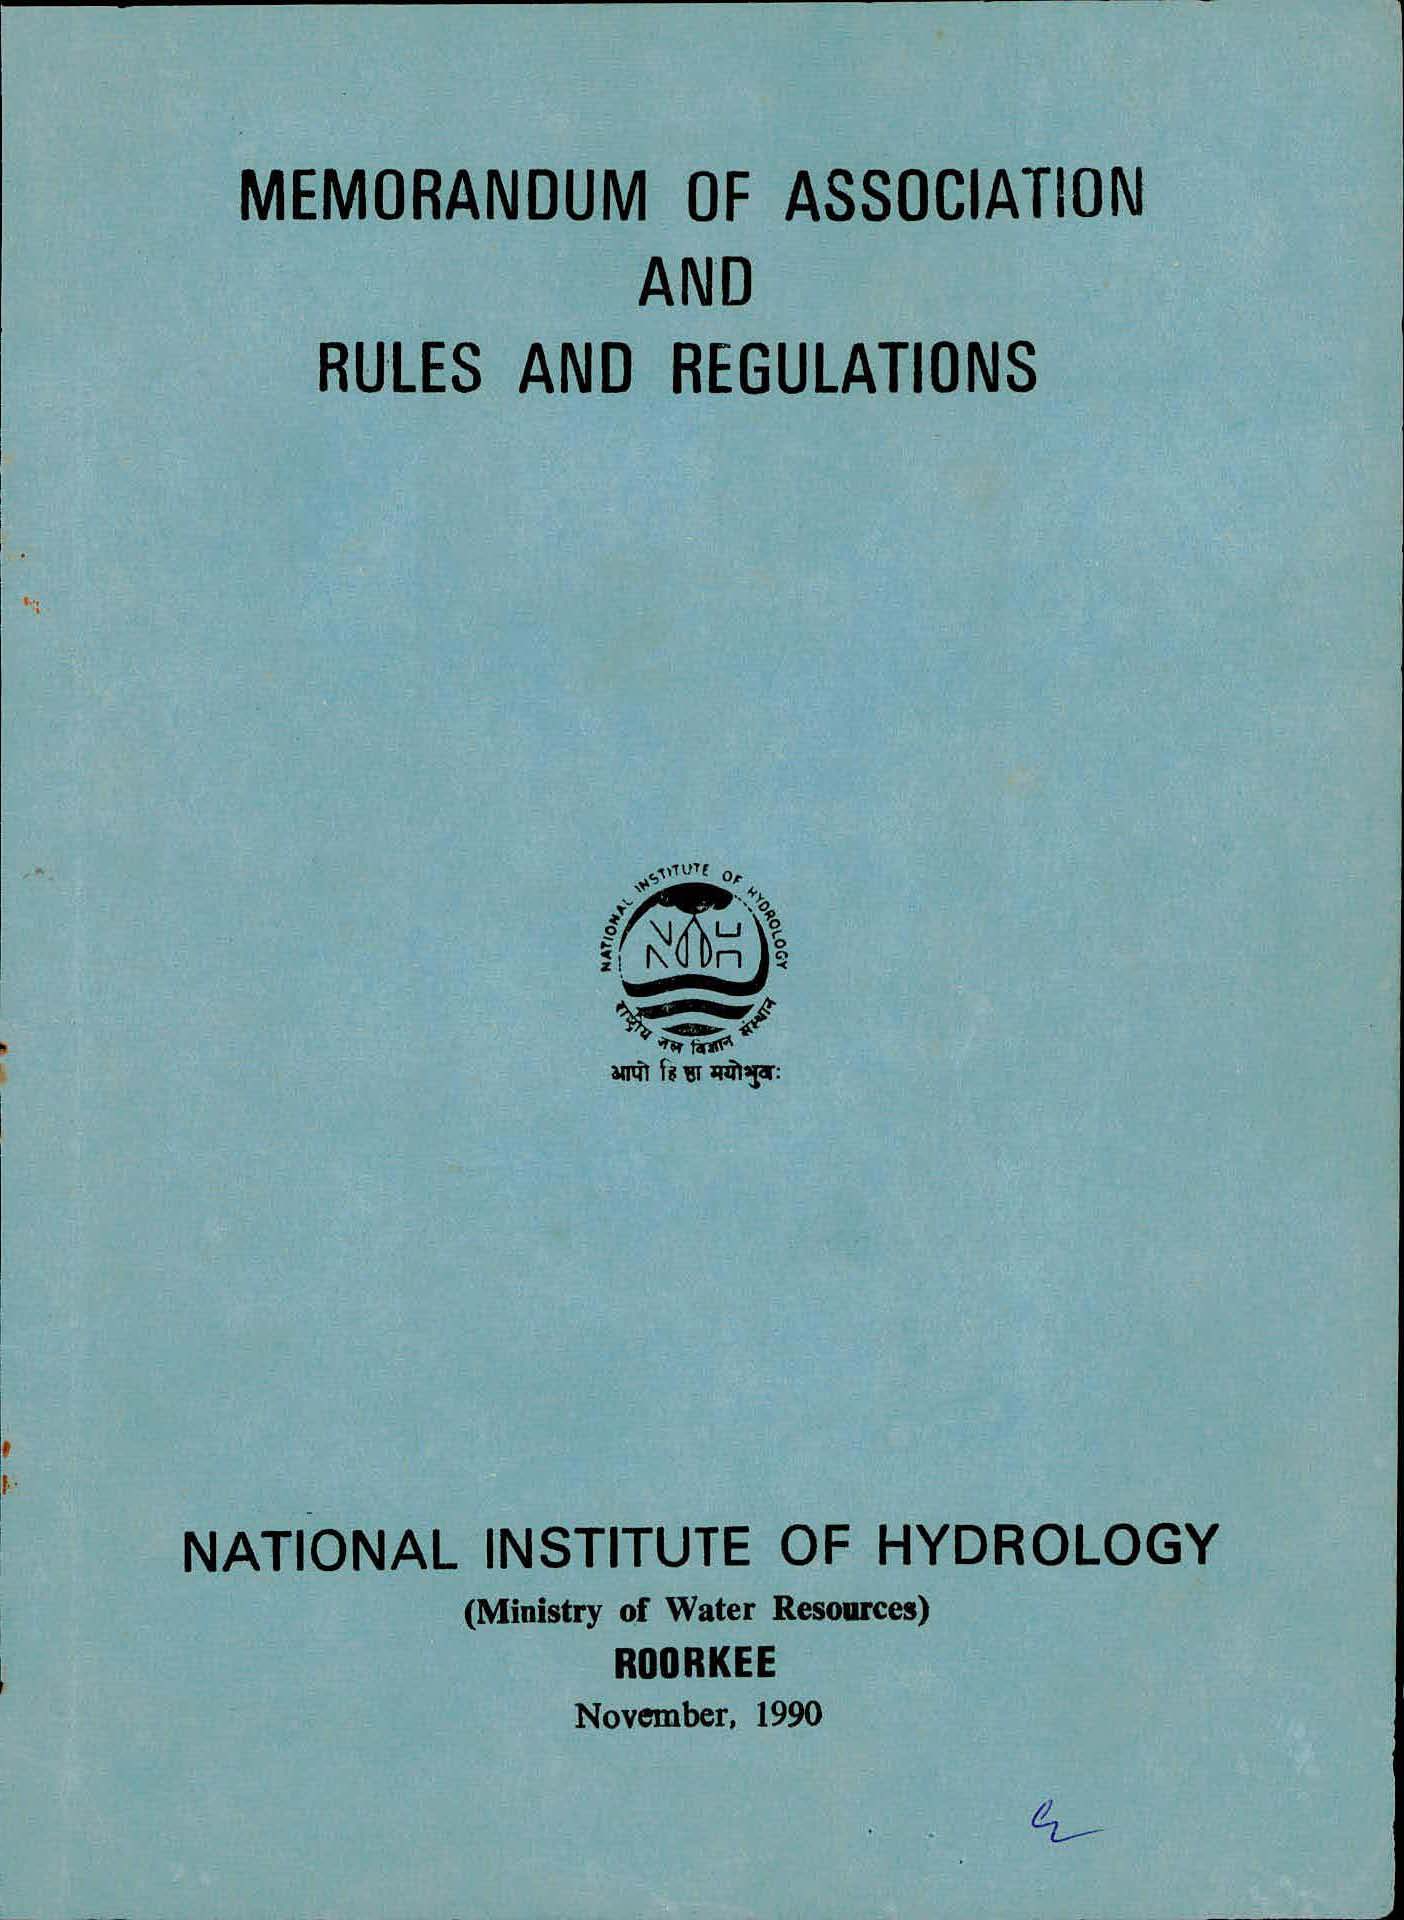 MEMORANDUM OF ASSOCIATION
AND
RULES AND REGULATIONS
NATIONAL INSTITUTE OF HYDROLOGY
NIH
राष्ट्रीय जल विज्ञान संस्थान
आपो हि ष्ठा मयोभुवः
NATIONAL INSTITUTE OF HYDROLOGY
(Ministry of Water Resources)
ROORKEE
November, 1990